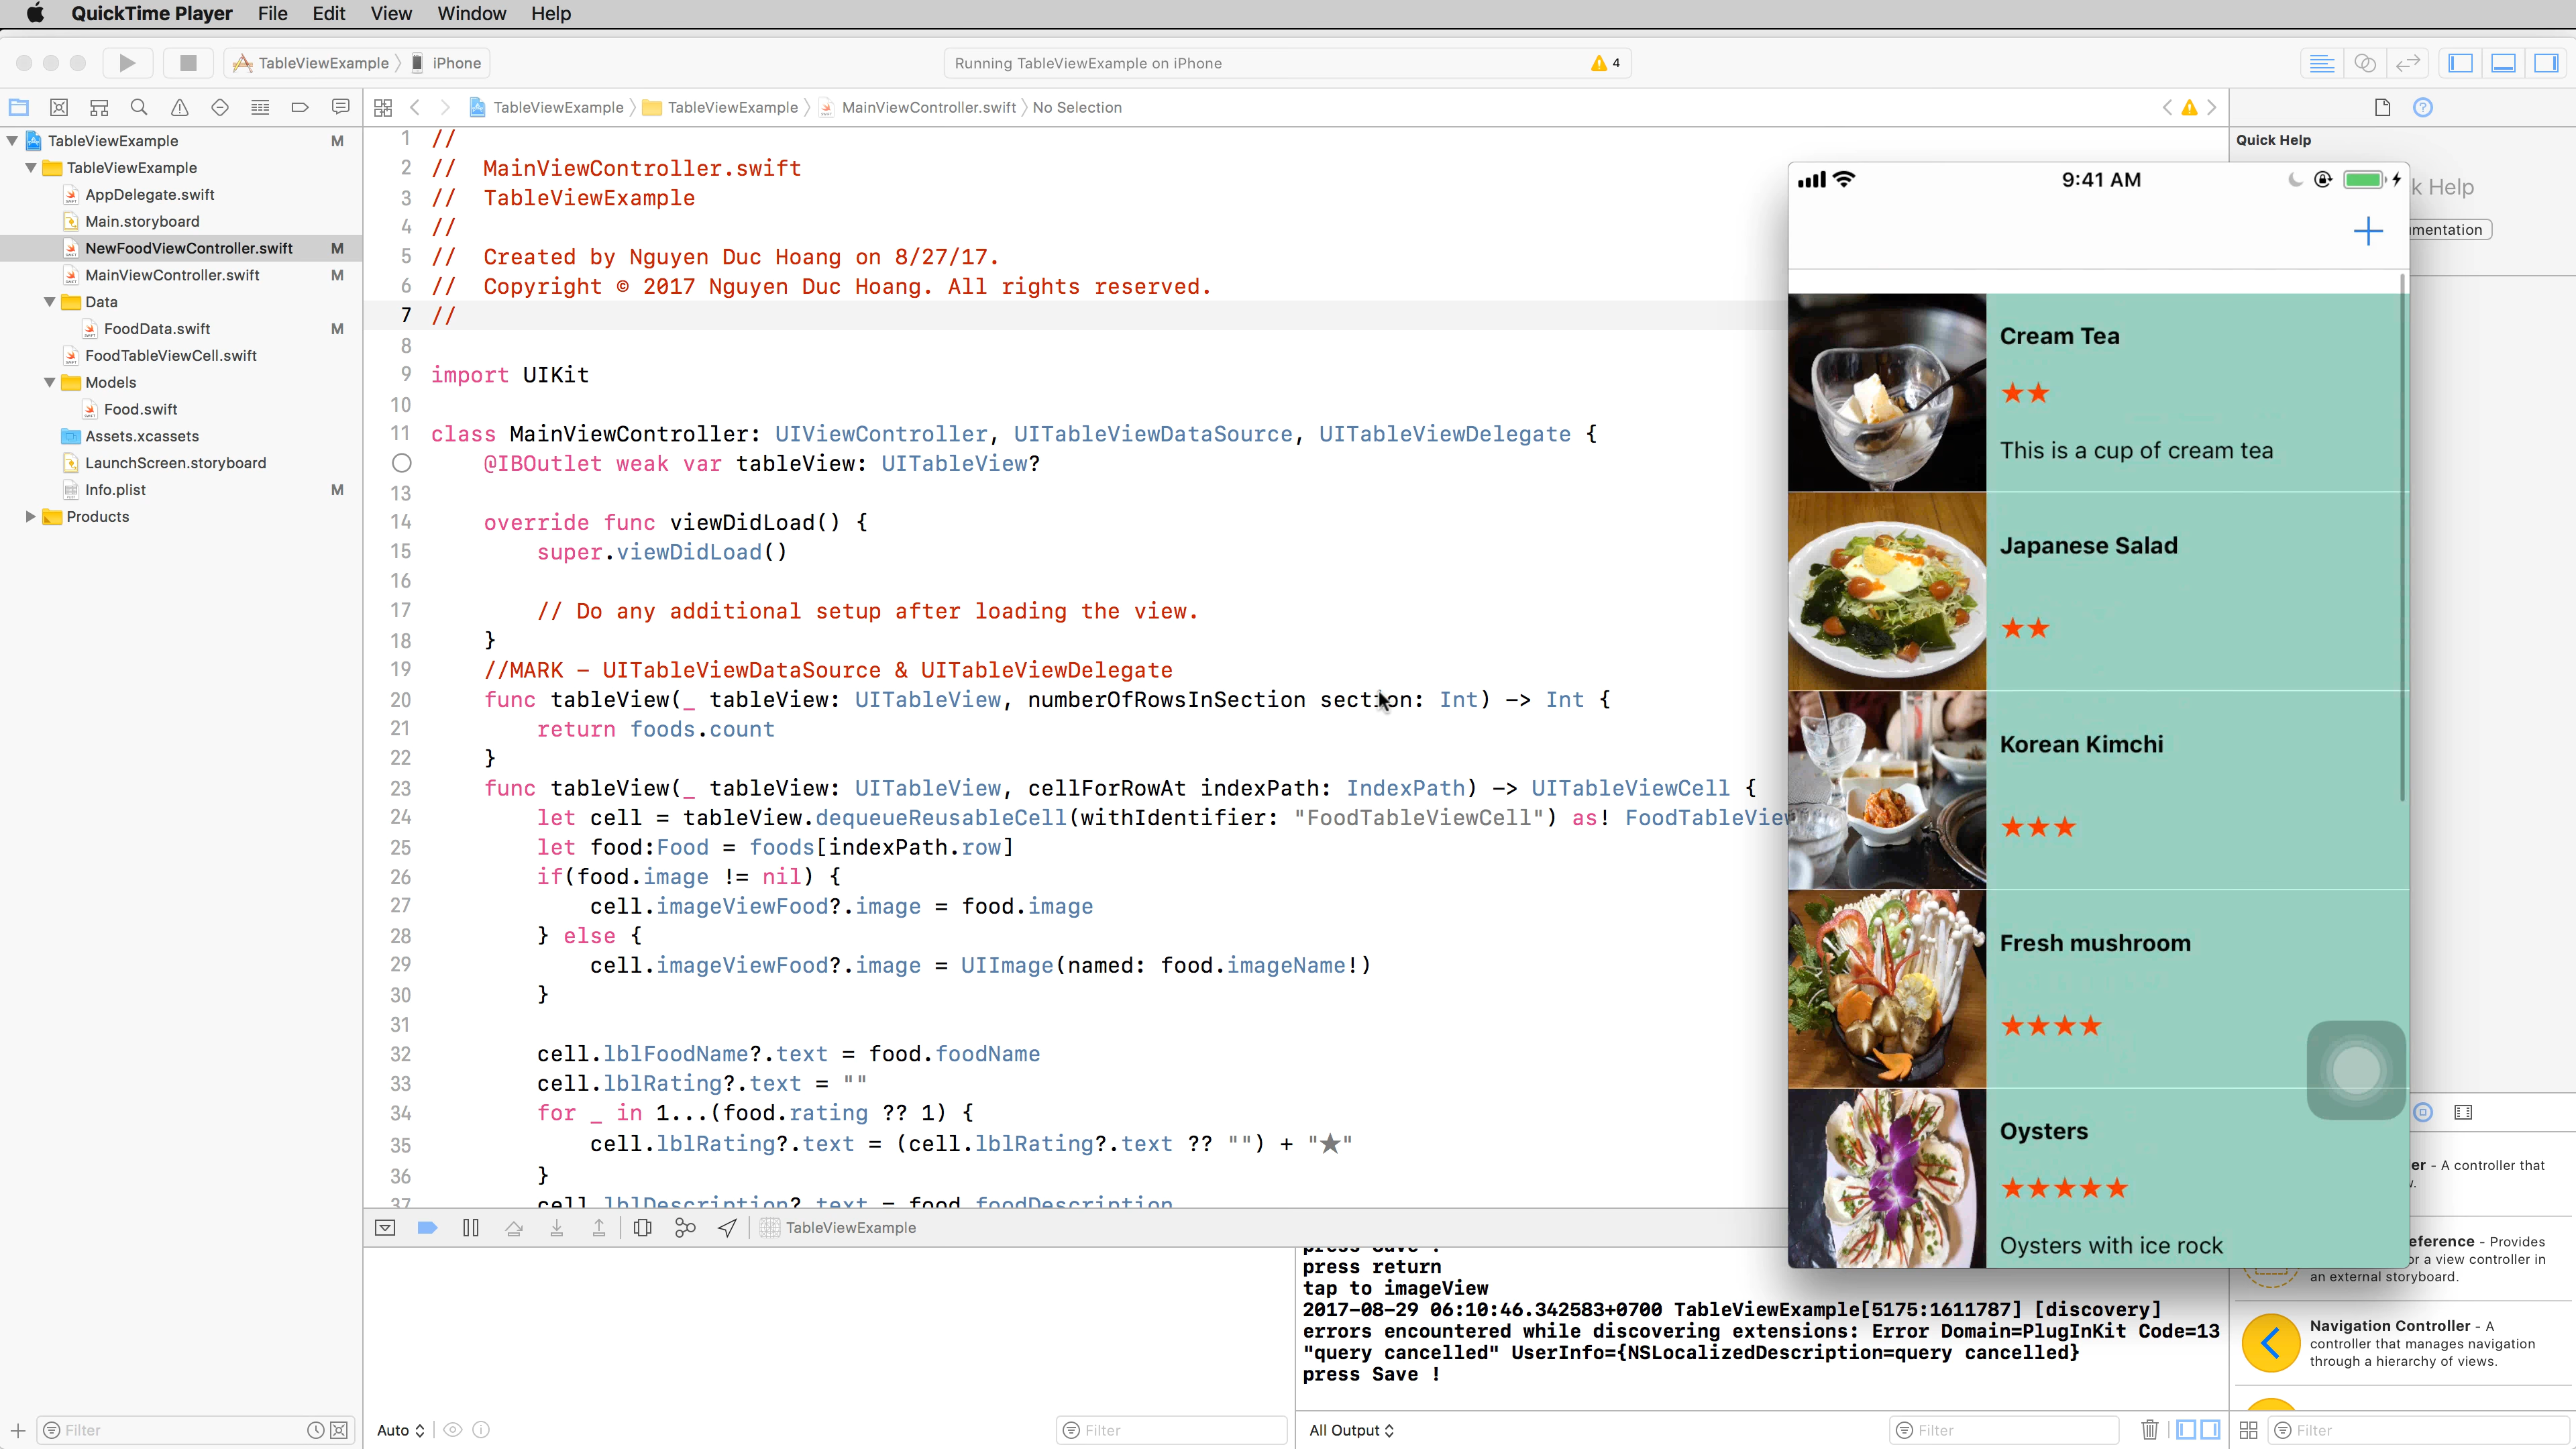 QuickTime Player File Edit View Window Help
TableViewExample iPhone
Running TableViewExample on iPhone
4
TableViewExample TableViewExample MainViewController.swift No Selection
TableViewExample M
TableViewExample
AppDelegate.swift
Main.storyboard
NewFoodViewController.swift M
MainViewController.swift M
Data
FoodData.swift M
FoodTableViewCell.swift
Models
Food.swift
Assets.xcassets
LaunchScreen.storyboard
Info.plist M
Products
Filter
1 //
2 // MainViewController.swift
3 // TableViewExample
4 //
5 // Created by Nguyen Duc Hoang on 8/27/17.
6 // Copyright © 2017 Nguyen Duc Hoang. All rights reserved.
7 //
8
9 import UIKit
10
11 class MainViewController: UIViewController, UITableViewDataSource, UITableViewDelegate {
@IBOutlet weak var tableView: UITableView?
13
14 override func viewDidLoad() {
15 super.viewDidLoad()
16
17 // Do any additional setup after loading the view.
18 }
19 //MARK - UITableViewDataSource & UITableViewDelegate
20 func tableView(_ tableView: UITableView, numberOfRowsInSection section: Int) -> Int {
21 return foods.count
22 }
23 func tableView(_ tableView: UITableView, cellForRowAt indexPath: IndexPath) -> UITableViewCell {
24 let cell = tableView.dequeueReusableCell(withIdentifier: "FoodTableViewCell") as! FoodTableView
25 let food:Food = foods[indexPath.row]
26 if(food.image != nil) {
27 cell.imageViewFood?.image = food.image
28 } else {
29 cell.imageViewFood?.image = UIImage(named: food.imageName!)
30 }
31
32 cell.lblFoodName?.text = food.foodName
33 cell.lblRating?.text = ""
34 for _ in 1...(food.rating ?? 1) {
35 cell.lblRating?.text = (cell.lblRating?.text ?? "") + "★"
36 }
37 cell.lblDescription?.text = food.foodDescription
TableViewExample
Auto
Filter
press Save !
press return
tap to imageView
2017-08-29 06:10:46.342583+0700 TableViewExample[5175:1611787] [discovery]
errors encountered while discovering extensions: Error Domain=PlugInKit Code=13
"query cancelled" UserInfo={NSLocalizedDescription=query cancelled}
press Save !
All Output
Filter
Quick Help
k Help
mentation
9:41 AM
Cream Tea
★★
This is a cup of cream tea
Japanese Salad
★★
Korean Kimchi
★★★
Fresh mushroom
★★★★
Oysters
★★★★★
Oysters with ice rock
er - A controller that
eference - Provides
or a view controller in
an external storyboard.
Navigation Controller - A
controller that manages navigation
through a hierarchy of views.
Filter